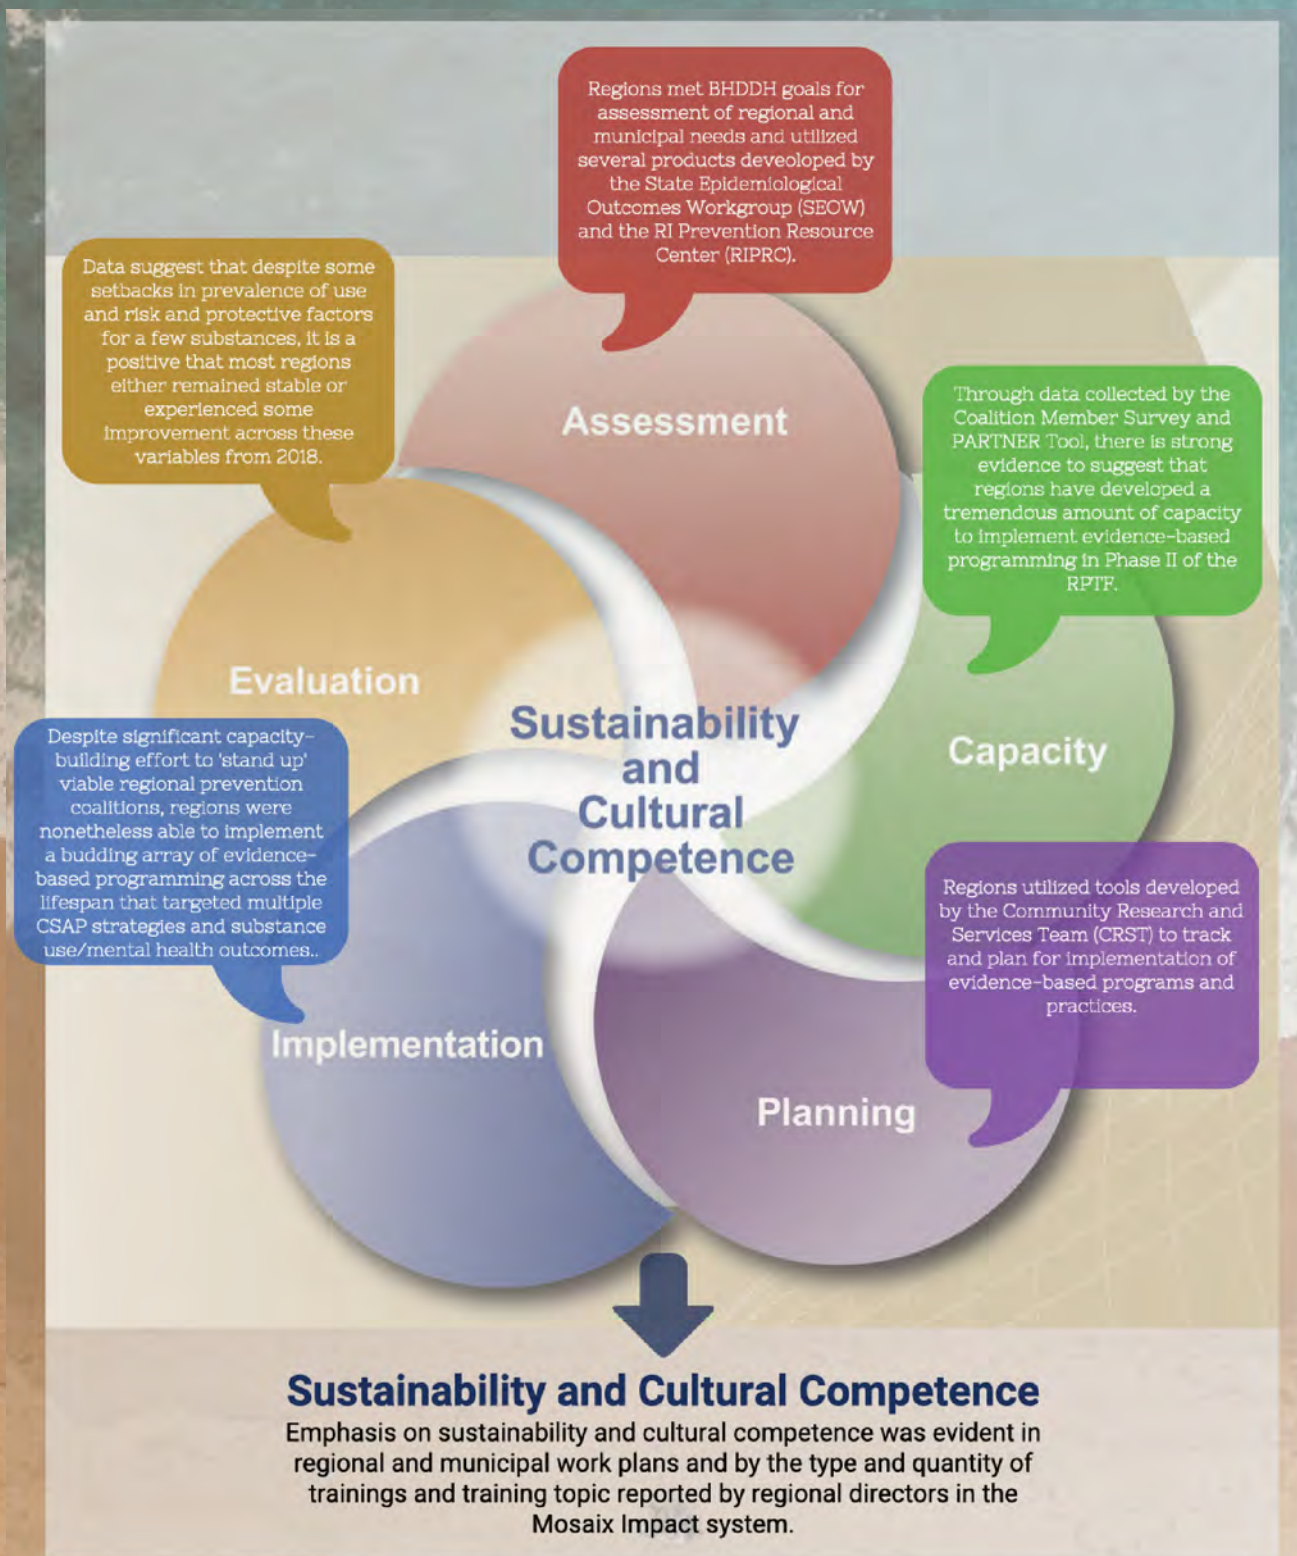 Regions met BHDDH goals for
assessment of regional and
municipal needs and utilized
several products deveoloped by
the State Epidemiological
Outcomes Workgroup (SEOW)
and the RI Prevention Resource
Center (RIPRC).
Assessment
Through data collected by the
Coalition Member Survey and
PARTNER Tool, there is strong
evidence to suggest that
regions have developed a
tremendous amount of capacity
to implement evidence-based
programming in Phase II of the
RPTF.
Capacity
Regions utilized tools developed
by the Community Research and
Services Team (CRST) to track
and plan for implementation of
evidence-based programs and
practices.
Planning
Despite significant capacity-
building effort to 'stand up'
viable regional prevention
coalitions, regions were
nonetheless able to implement
a budding array of evidence-
based programming across the
lifespan that targeted multiple
CSAP strategies and substance
use/mental health outcomes..
Implementation
Data suggest that despite some
setbacks in prevalence of use
and risk and protective factors
for a few substances, it is a
positive that most regions
either remained stable or
experienced some
improvement across these
variables from 2018.
Evaluation
Sustainability
and
Cultural
Competence
Sustainability and Cultural Competence
Emphasis on sustainability and cultural competence was evident in
regional and municipal work plans and by the type and quantity of
trainings and training topic reported by regional directors in the
Mosaix Impact system.